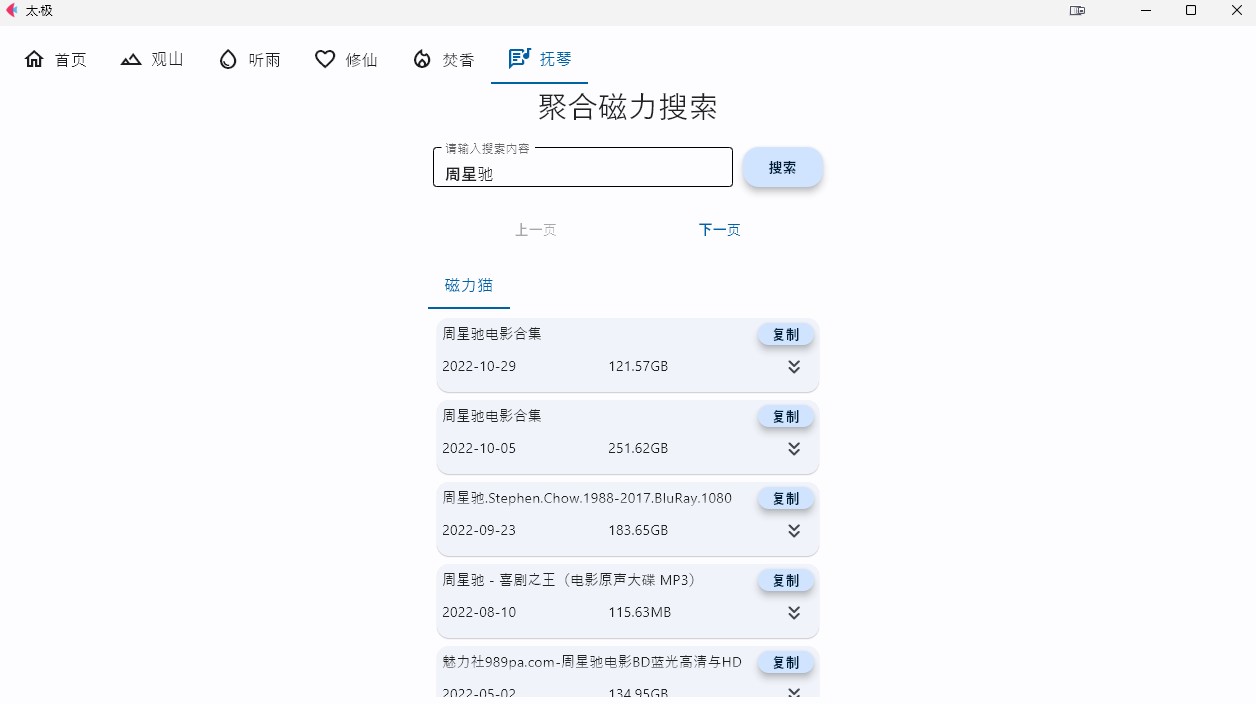 太·极
首页 观山 听雨 修仙 焚香 抚琴
聚合磁力搜索
请输入搜索内容
周星驰 搜索
上一页 下一页
磁力猫
周星驰电影合集 复制
2022-10-29 121.57GB
周星驰电影合集 复制
2022-10-05 251.62GB
周星驰.Stephen.Chow.1988-2017.BluRay.1080 复制
2022-09-23 183.65GB
周星驰 - 喜剧之王（电影原声大碟 MP3） 复制
2022-08-10 115.63MB
魅力社989pa.com-周星驰电影BD蓝光高清与HD 复制
2022-05-02 134.95GB